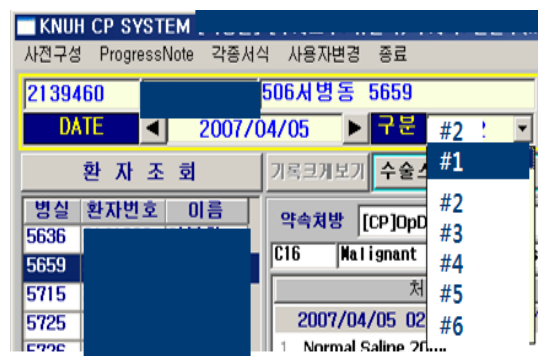 KNUH CP SYSTEM
사전구성 ProgressNote 각종서식 사용자변경 종료
2139460 506서병동 5659
DATE ◀ 2007/04/05 ▶ 구분 #2
#1
#2
#3
#4
#5
#6
환 자 조 회 기록크게보기 수술스
병실 환자번호 이름
5636
5659
5715
5725
5726
약속처방 [CP]OpD
C16 Malignant
처
2007/04/05 02
1 Normal Saline 20